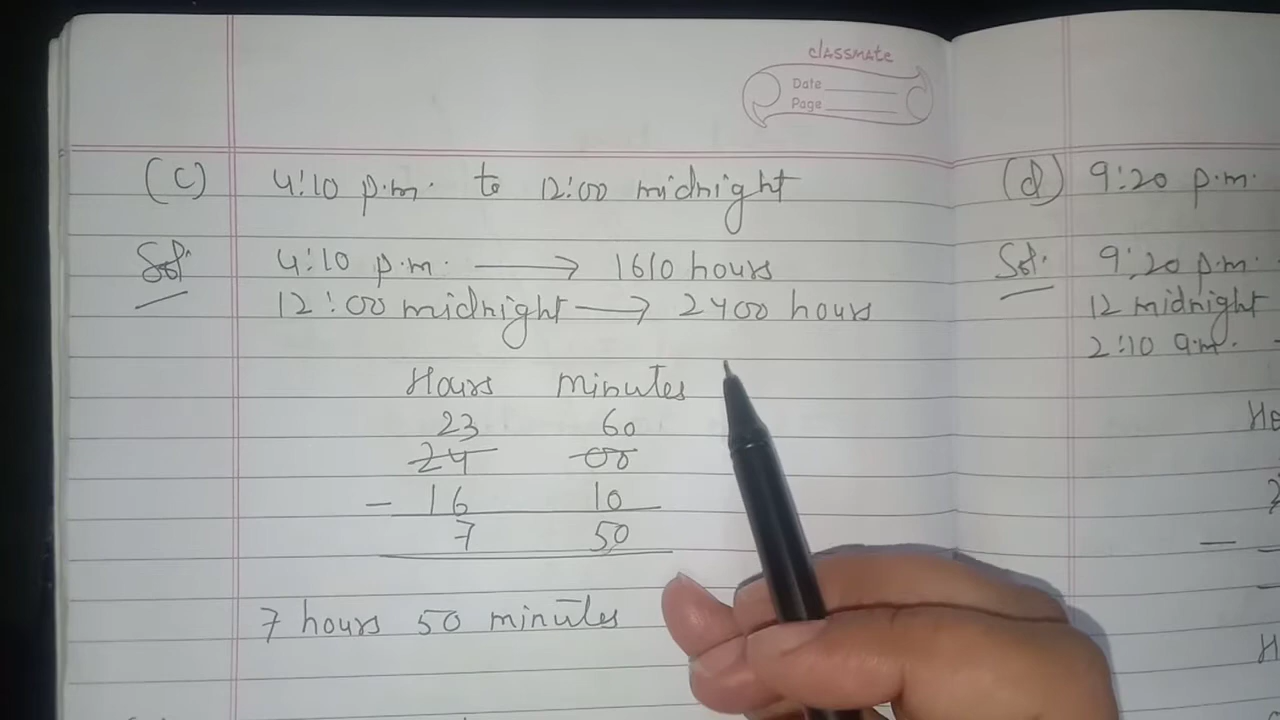 classmate
Date
Page
(c) 4:10 p.m. to 12:00 midnight
Sol. 4:10 p.m. → 1610 hours
12:00 midnight → 2400 hours
Hours minutes
23 60
24 00
- 16 10
7 50
7 hours 50 minutes
(d) 9:20 p.m.
Sol. 9:20 p.m.
12 midnight
2:10 a.m.